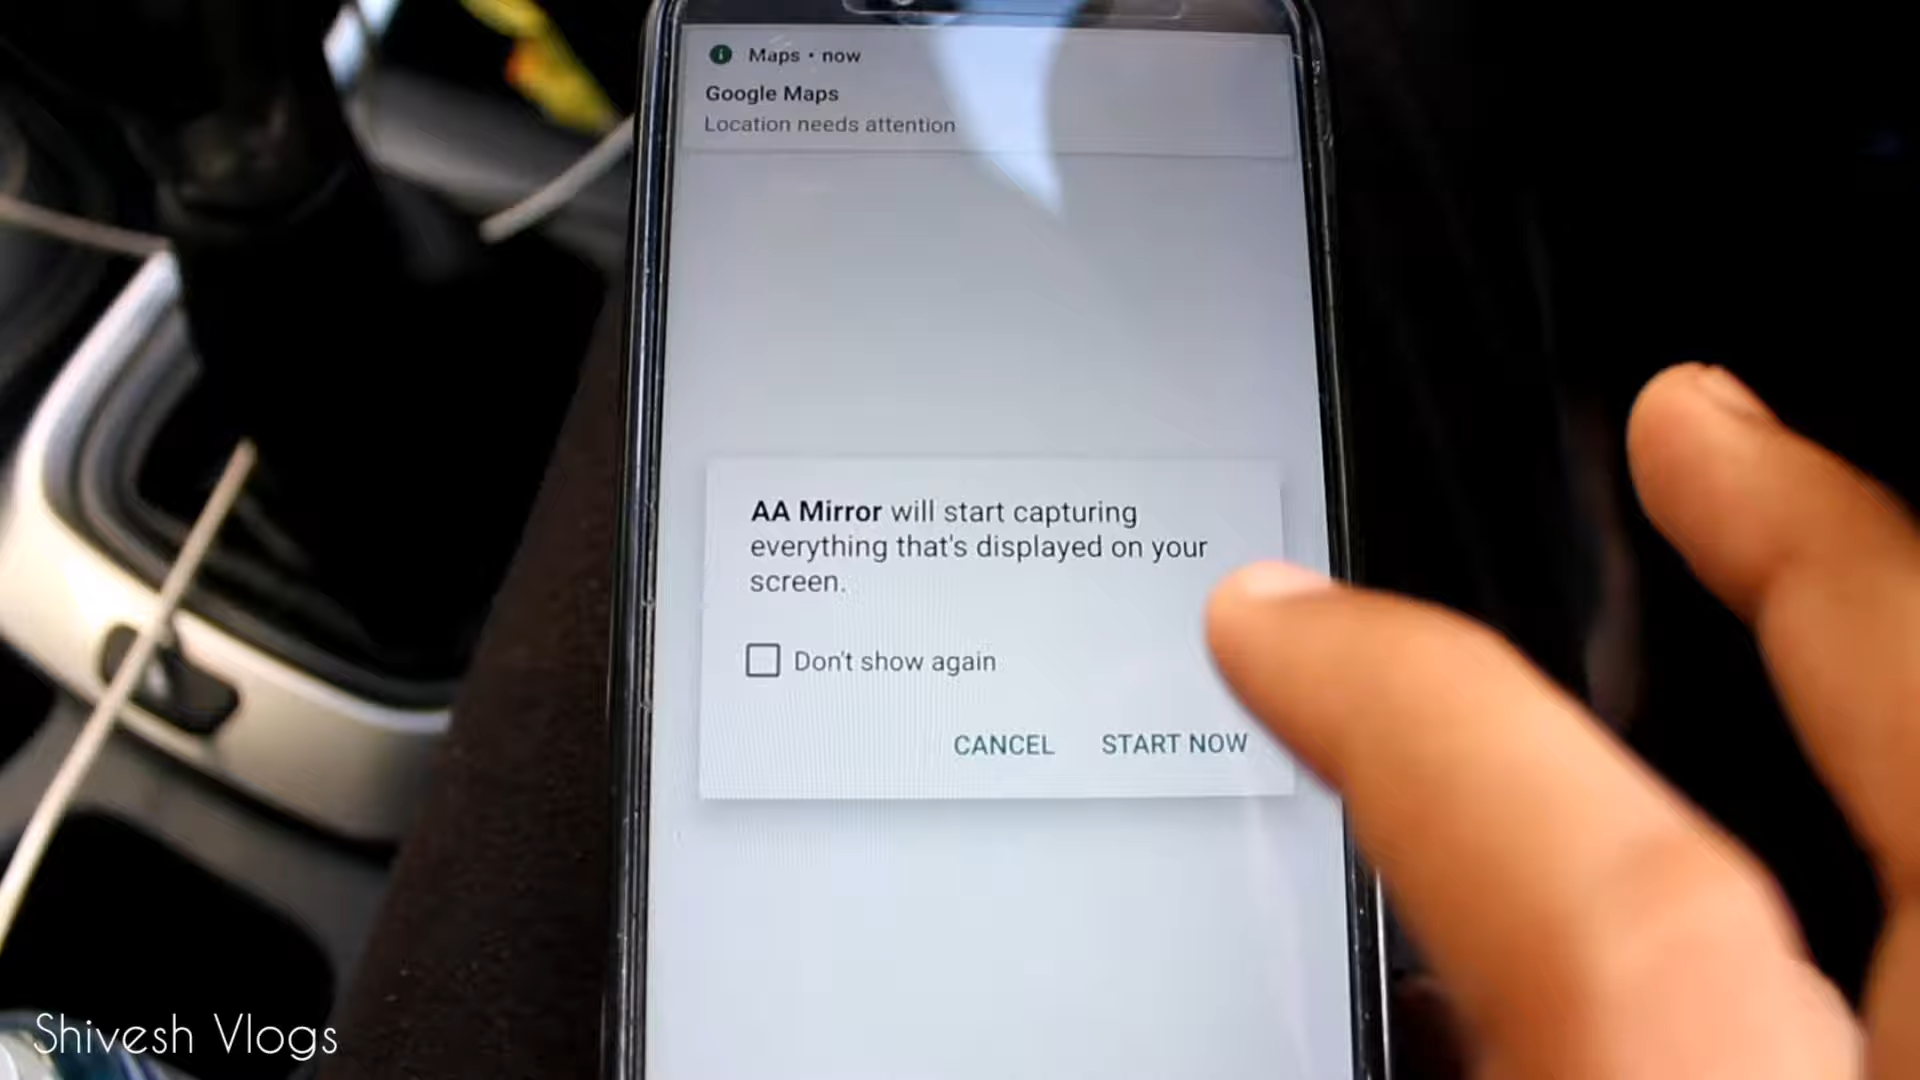 Maps • now
Google Maps
Location needs attention
AA Mirror will start capturing
everything that's displayed on your
screen.
Don't show again
CANCEL START NOW
Shivesh Vlogs